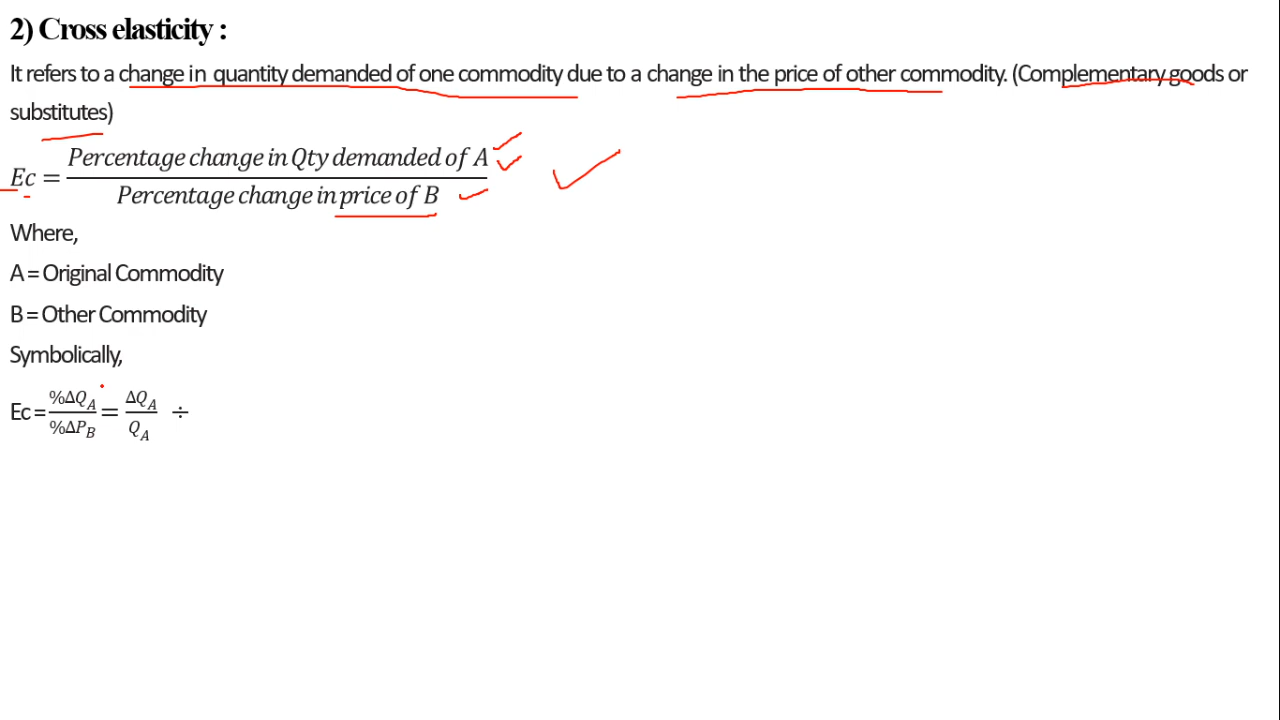 2) Cross elasticity :
It refers to a change in quantity demanded of one commodity due to a change in the price of other commodity. (Complementary goods or
substitutes)
Ec = Percentage change in Qty demanded of A / Percentage change in price of B
Where,
A = Original Commodity
B = Other Commodity
Symbolically,
Ec = %ΔQ_A / %ΔP_B = ΔQ_A / Q_A ÷